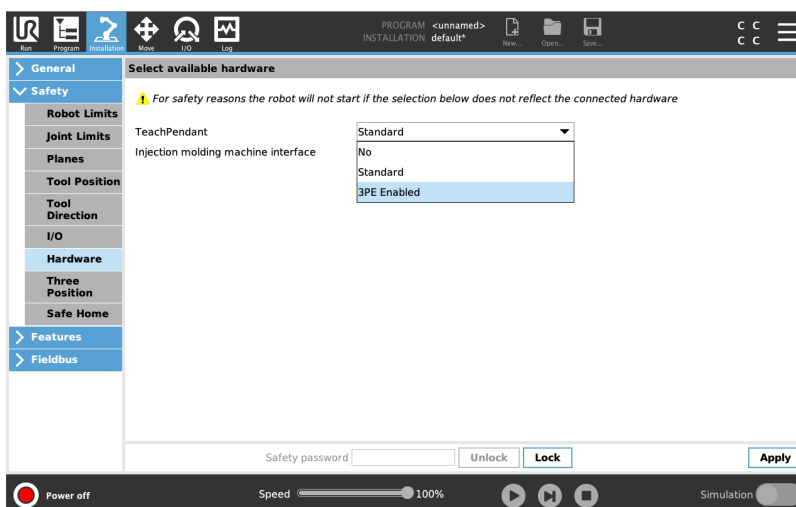 UR
Run
Program
Installation
Move
I/O
Log
PROGRAM <unnamed>
INSTALLATION default*
New...
Open...
Save...
C C
C C
General
Safety
Robot Limits
Joint Limits
Planes
Tool Position
Tool
Direction
I/O
Hardware
Three
Position
Safe Home
Features
Fieldbus
Select available hardware
For safety reasons the robot will not start if the selection below does not reflect the connected hardware
TeachPendant
Standard
Injection molding machine interface
No
Standard
3PE Enabled
Safety password
Unlock
Lock
Apply
Power off
Speed
100%
Simulation